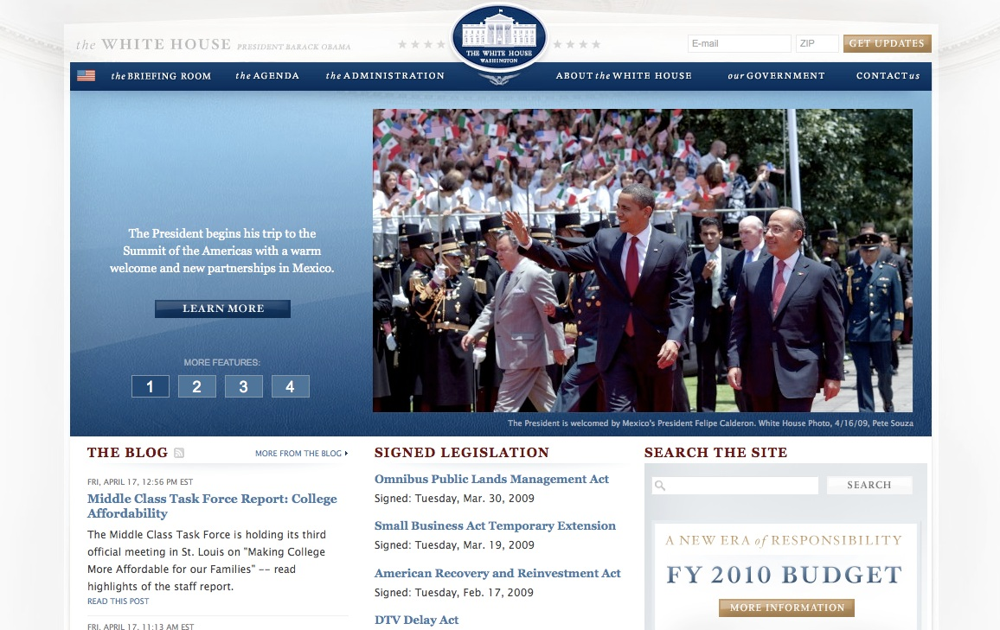 the WHITE HOUSE PRESIDENT BARACK OBAMA
THE WHITE HOUSE
WASHINGTON
E-mail
ZIP
GET UPDATES
the BRIEFING ROOM
the AGENDA
the ADMINISTRATION
ABOUT the WHITE HOUSE
our GOVERNMENT
CONTACT us
The President begins his trip to the
Summit of the Americas with a warm
welcome and new partnerships in Mexico.
LEARN MORE
MORE FEATURES:
1 2 3 4
The President is welcomed by Mexico's President Felipe Calderon. White House Photo, 4/16/09, Pete Souza
THE BLOG
MORE FROM THE BLOG
FRI, APRIL 17, 12:56 PM EST
Middle Class Task Force Report: College
Affordability
The Middle Class Task Force is holding its third
official meeting in St. Louis on "Making College
More Affordable for our Families" -- read
highlights of the staff report.
READ THIS POST
FRI, APRIL 17, 11:13 AM EST
SIGNED LEGISLATION
Omnibus Public Lands Management Act
Signed: Tuesday, Mar. 30, 2009
Small Business Act Temporary Extension
Signed: Tuesday, Mar. 19, 2009
American Recovery and Reinvestment Act
Signed: Tuesday, Feb. 17, 2009
DTV Delay Act
SEARCH THE SITE
SEARCH
A NEW ERA of RESPONSIBILITY
FY 2010 BUDGET
MORE INFORMATION